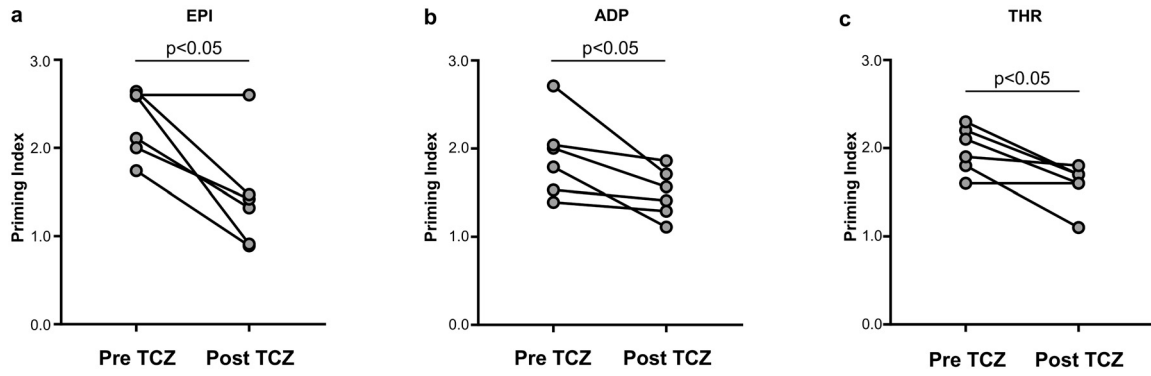 a
EPI
p<0.05
3.0
2.0
1.0
0.0
Priming Index
Pre TCZ
Post TCZ
b
ADP
p<0.05
3.0
2.0
1.0
0.0
Priming Index
Pre TCZ
Post TCZ
c
THR
p<0.05
3.0
2.0
1.0
0.0
Priming Index
Pre TCZ
Post TCZ